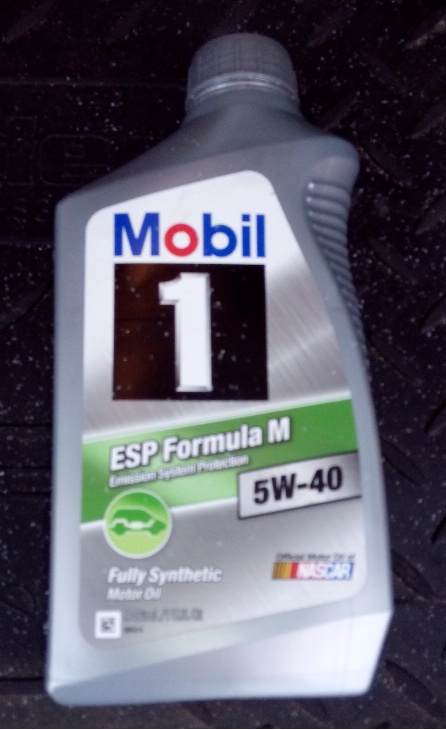 Mobil
1
ESP Formula M
Emission System Protection
5W-40
Fully Synthetic
Motor Oil
Official Motor Oil of
NASCAR